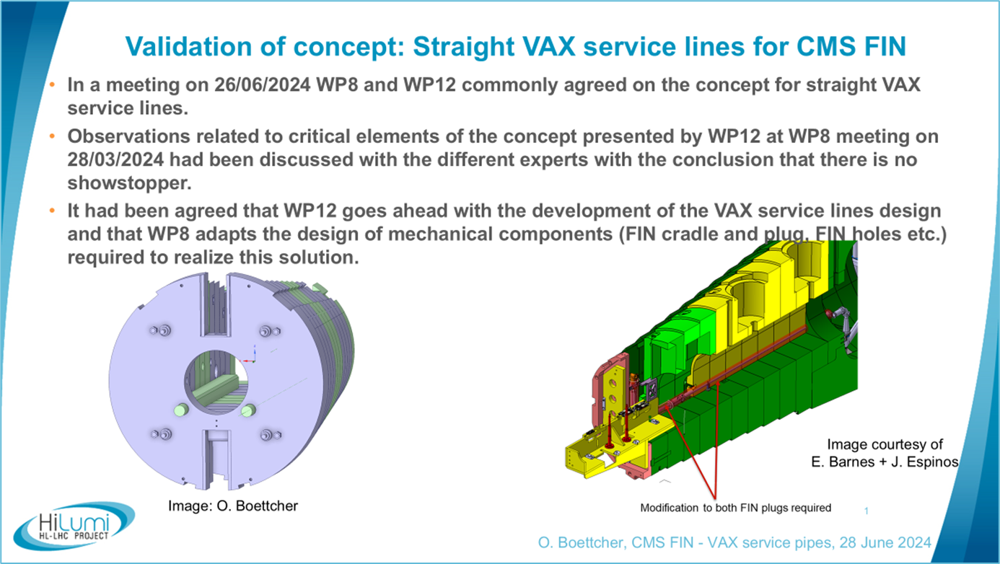 Validation of concept: Straight VAX service lines for CMS FIN
• In a meeting on 26/06/2024 WP8 and WP12 commonly agreed on the concept for straight VAX
service lines.
• Observations related to critical elements of the concept presented by WP12 at WP8 meeting on
28/03/2024 had been discussed with the different experts with the conclusion that there is no
showstopper.
• It had been agreed that WP12 goes ahead with the development of the VAX service lines design
and that WP8 adapts the design of mechanical components (FIN cradle and plug, FIN holes etc.)
required to realize this solution.
Image courtesy of
E. Barnes + J. Espinos
Image: O. Boettcher
Modification to both FIN plugs required
1
HiLumi
HL-LHC PROJECT
O. Boettcher, CMS FIN - VAX service pipes, 28 June 2024